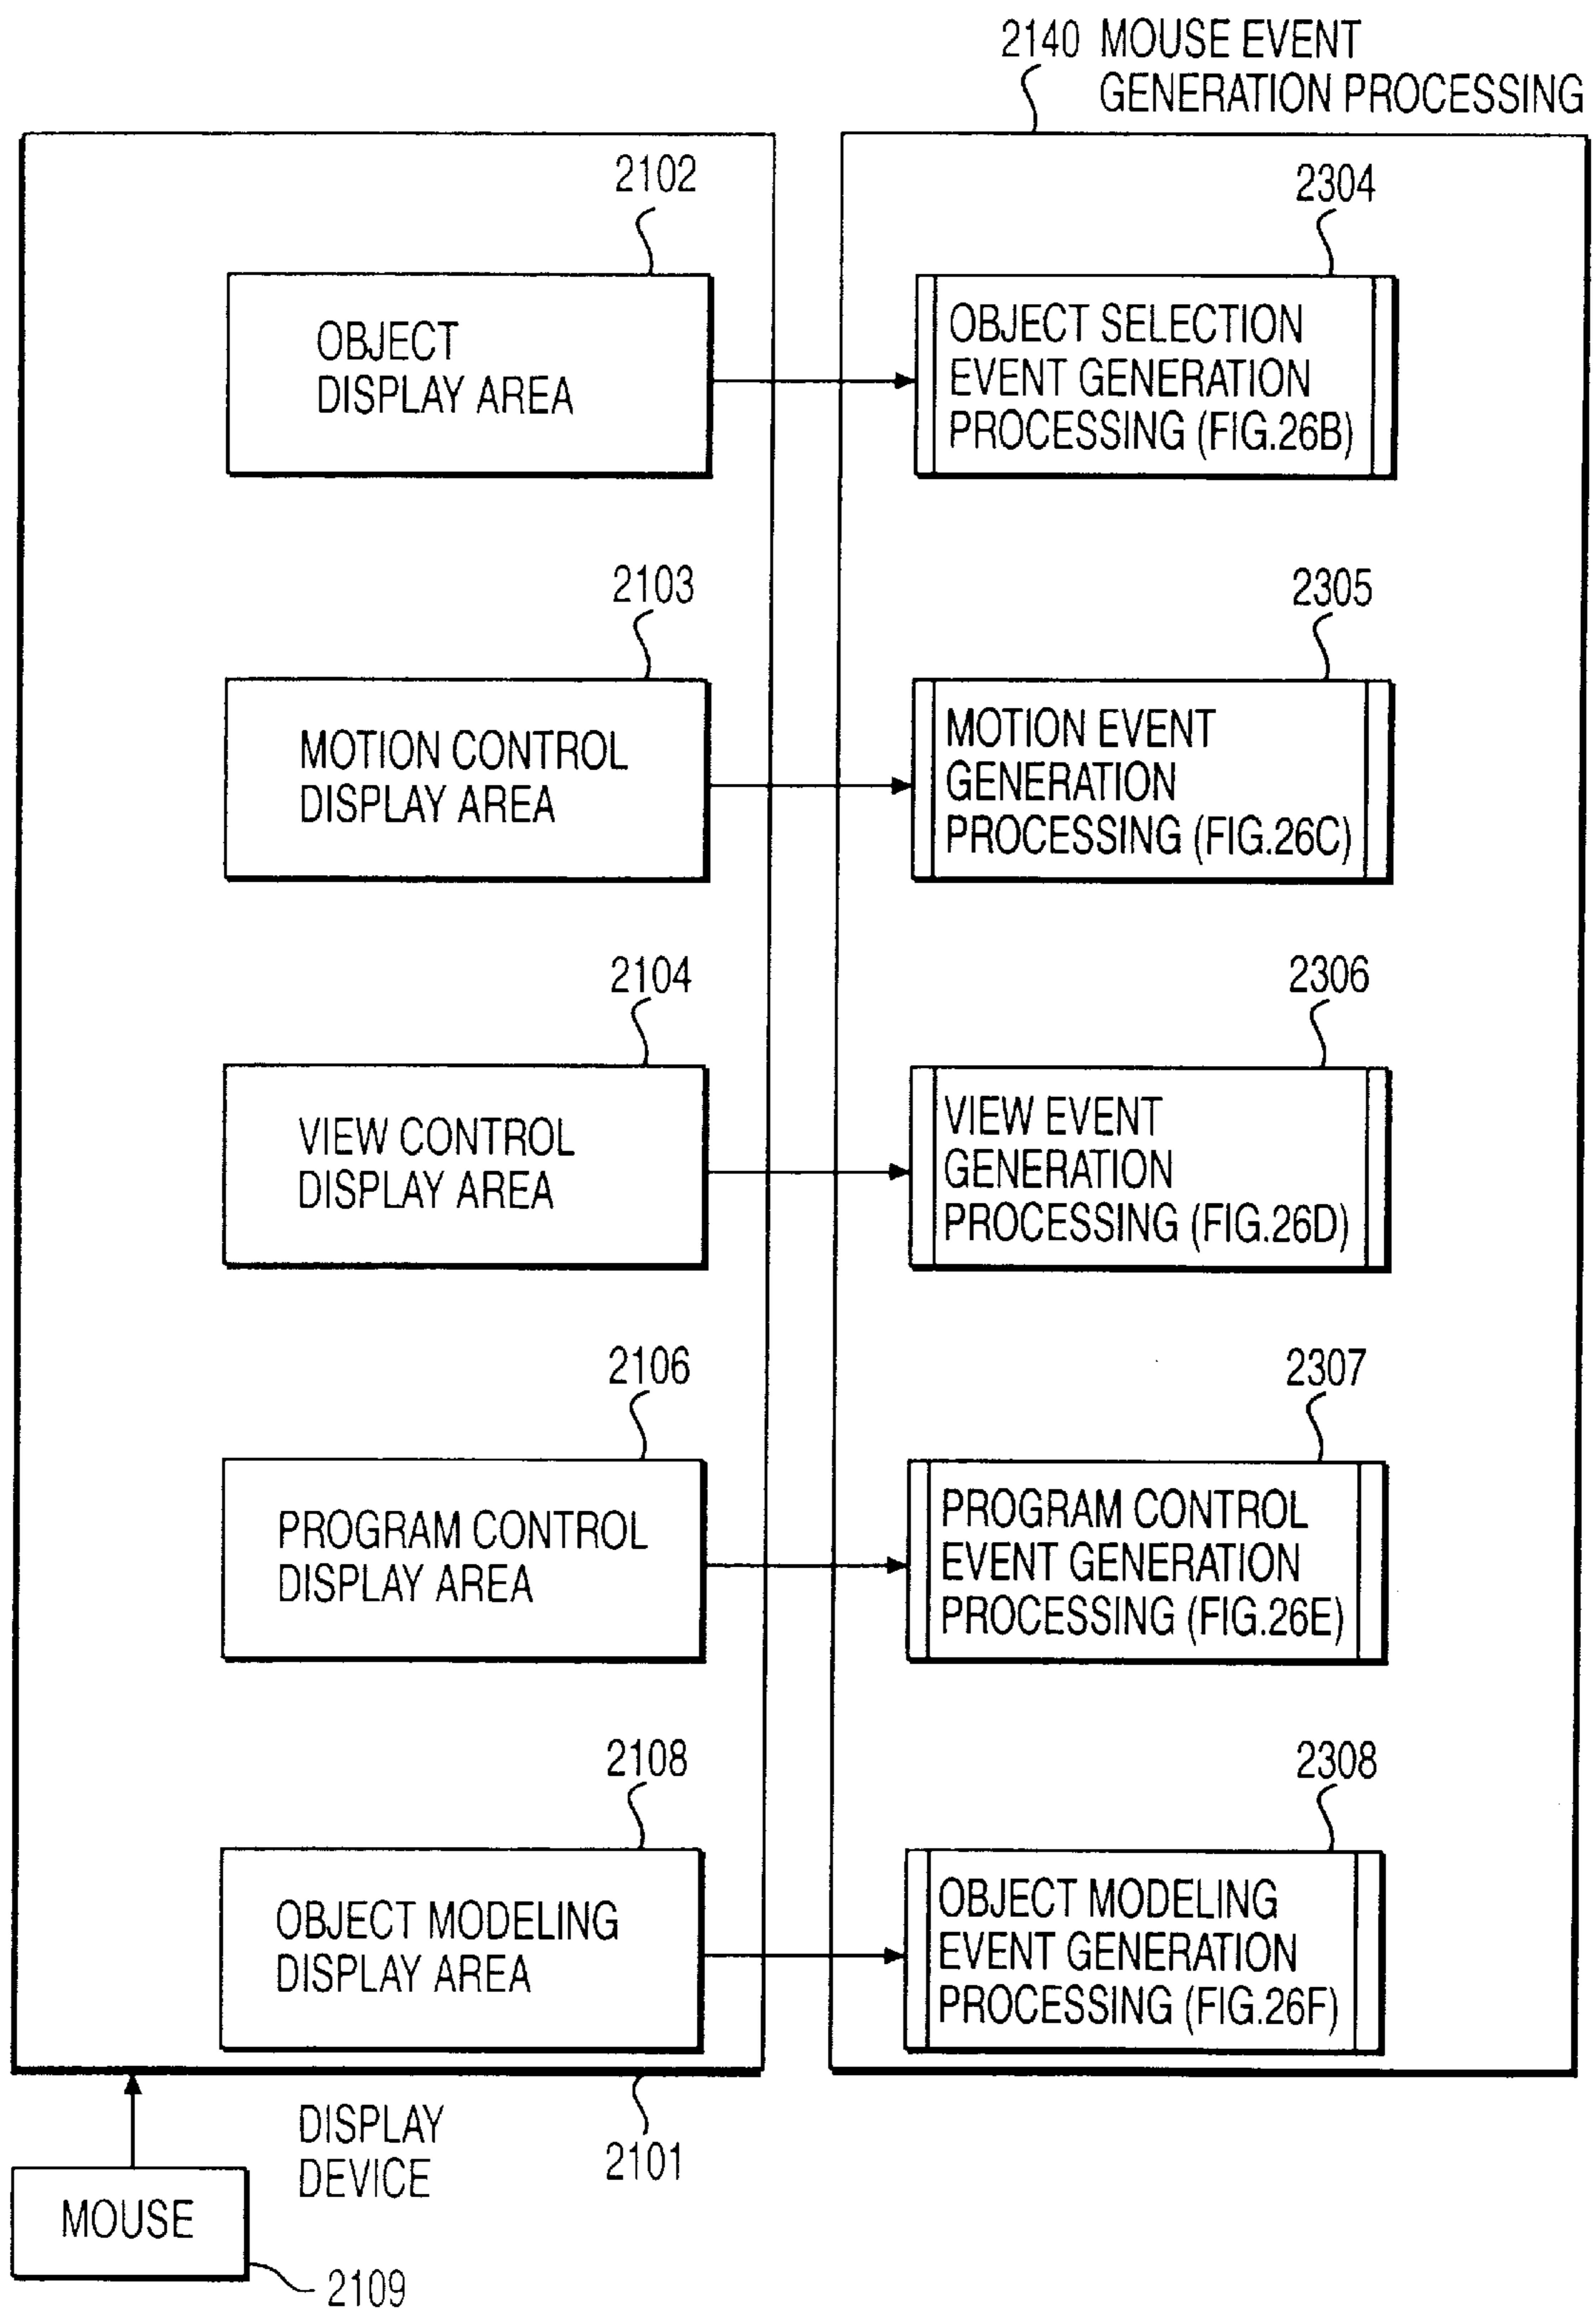 2140 MOUSE EVENT
GENERATION PROCESSING
2102
OBJECT
DISPLAY AREA
2304
OBJECT SELECTION
EVENT GENERATION
PROCESSING (FIG.26B)
2103
MOTION CONTROL
DISPLAY AREA
2305
MOTION EVENT
GENERATION
PROCESSING (FIG.26C)
2104
VIEW CONTROL
DISPLAY AREA
2306
VIEW EVENT
GENERATION
PROCESSING (FIG.26D)
2106
PROGRAM CONTROL
DISPLAY AREA
2307
PROGRAM CONTROL
EVENT GENERATION
PROCESSING (FIG.26E)
2108
OBJECT MODELING
DISPLAY AREA
2308
OBJECT MODELING
EVENT GENERATION
PROCESSING (FIG.26F)
DISPLAY
DEVICE
2101
MOUSE
2109